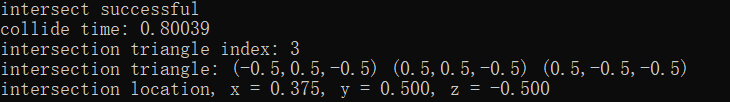 intersect successful
collide time: 0.80039
intersection triangle index: 3
intersection triangle: (-0.5,0.5,-0.5) (0.5,0.5,-0.5) (0.5,-0.5,-0.5)
intersection location, x = 0.375, y = 0.500, z = -0.500